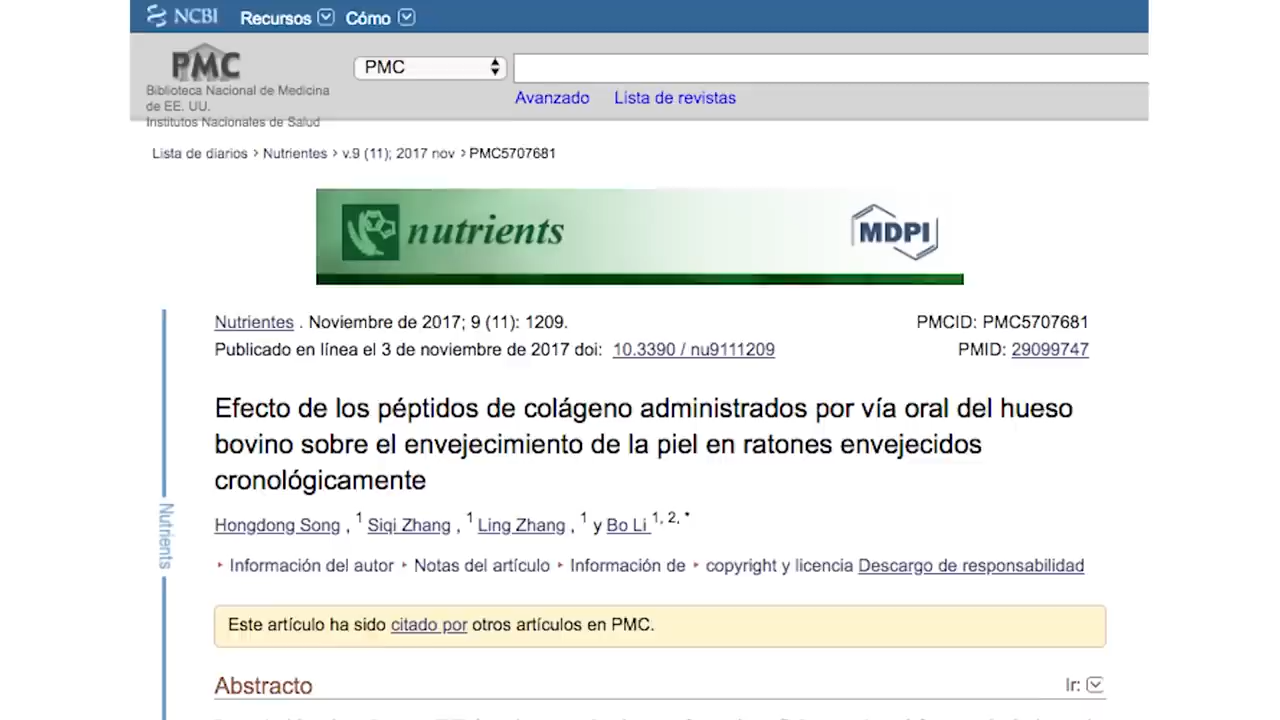 NCBI Recursos Cómo
PMC PMC
Biblioteca Nacional de Medicina
de EE. UU.
Institutos Nacionales de Salud
Avanzado Lista de revistas
Lista de diarios > Nutrientes > v.9 (11); 2017 nov > PMC5707681
nutrients MDPI
Nutrientes . Noviembre de 2017; 9 (11): 1209. PMCID: PMC5707681
Publicado en línea el 3 de noviembre de 2017 doi: 10.3390 / nu9111209 PMID: 29099747
Efecto de los péptidos de colágeno administrados por vía oral del hueso
bovino sobre el envejecimiento de la piel en ratones envejecidos
cronológicamente
Hongdong Song , 1 Siqi Zhang , 1 Ling Zhang , 1 y Bo Li 1, 2, *
Información del autor ‣ Notas del artículo ‣ Información de ‣ copyright y licencia Descargo de responsabilidad
Nutrients
Este artículo ha sido citado por otros artículos en PMC.
Abstracto Ir: